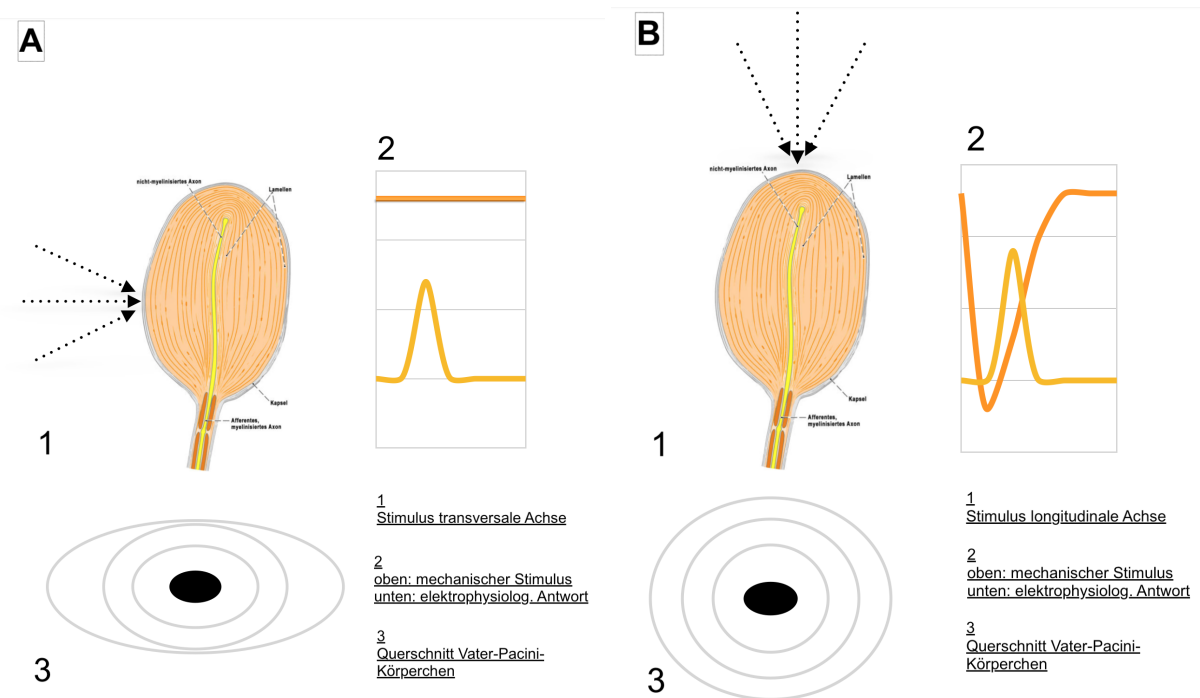 A
2
nicht-myelinisiertes Axon
Lamellen
Kapsel
Afferentes,
myelinisiertes Axon
1
1
Stimulus transversale Achse
2
oben: mechanischer Stimulus
unten: elektrophysiolog. Antwort
3
Querschnitt Vater-Pacini-
Körperchen
3
B
2
nicht-myelinisiertes Axon
Lamellen
Kapsel
Afferentes,
myelinisiertes Axon
1
1
Stimulus longitudinale Achse
2
oben: mechanischer Stimulus
unten: elektrophysiolog. Antwort
3
Querschnitt Vater-Pacini-
Körperchen
3